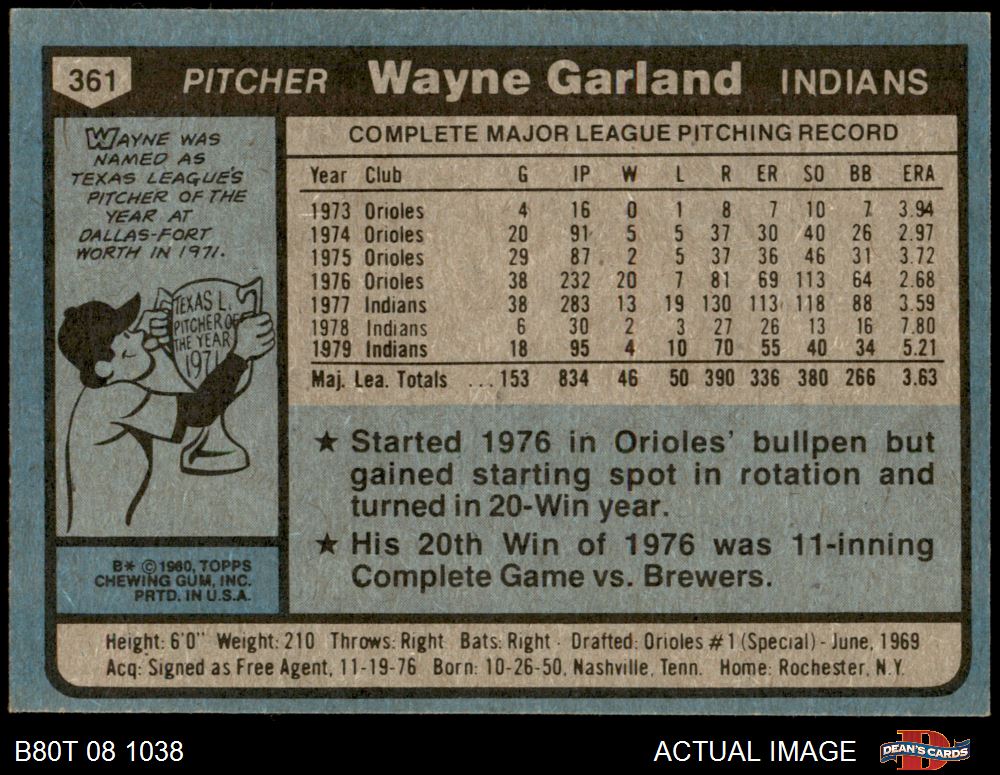 361 PITCHER Wayne Garland INDIANS
WAYNE WAS
NAMED AS
TEXAS LEAGUE'S
PITCHER OF THE
YEAR AT
DALLAS-FORT
WORTH IN 1971.
TEXAS L.
PITCHER OF
THE YEAR
1971
B* © 1980, TOPPS
CHEWING GUM, INC.
PRTD. IN U.S.A.
COMPLETE MAJOR LEAGUE PITCHING RECORD
Year Club G IP W L R ER SO BB ERA
1973 Orioles 4 16 0 1 8 7 10 7 3.94
1974 Orioles 20 91 5 5 37 30 40 26 2.97
1975 Orioles 29 87 2 5 37 36 46 31 3.72
1976 Orioles 38 232 20 7 81 69 113 64 2.68
1977 Indians 38 283 13 19 130 113 118 88 3.59
1978 Indians 6 30 2 3 27 26 13 16 7.80
1979 Indians 18 95 4 10 70 55 40 34 5.21
Maj. Lea. Totals ... 153 834 46 50 390 336 380 266 3.63
★ Started 1976 in Orioles' bullpen but
gained starting spot in rotation and
turned in 20-Win year.
★ His 20th Win of 1976 was 11-inning
Complete Game vs. Brewers.
Height: 6'0" Weight: 210 Throws: Right Bats: Right · Drafted: Orioles #1 (Special) - June, 1969
Acq: Signed as Free Agent, 11-19-76 Born: 10-26-50, Nashville, Tenn. Home: Rochester, N.Y.
B80T 08 1038 ACTUAL IMAGE DEAN'S CARDS